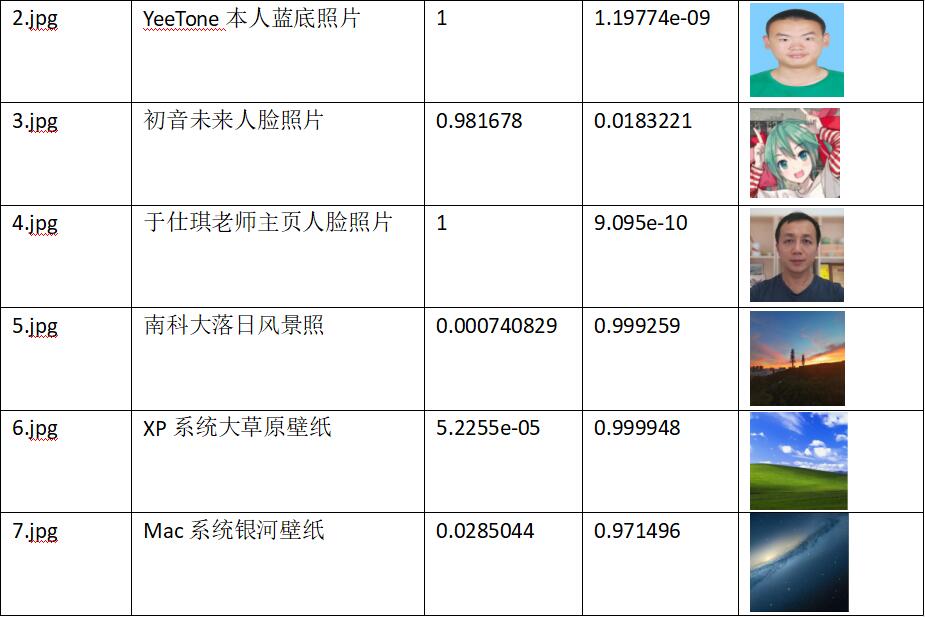 2.jpg YeeTone 本人蓝底照片 1 1.19774e-09
3.jpg 初音未来人脸照片 0.981678 0.0183221
4.jpg 于仕琪老师主页人脸照片 1 9.095e-10
5.jpg 南科大落日风景照 0.000740829 0.999259
6.jpg XP 系统大草原壁纸 5.2255e-05 0.999948
7.jpg Mac 系统银河壁纸 0.0285044 0.971496